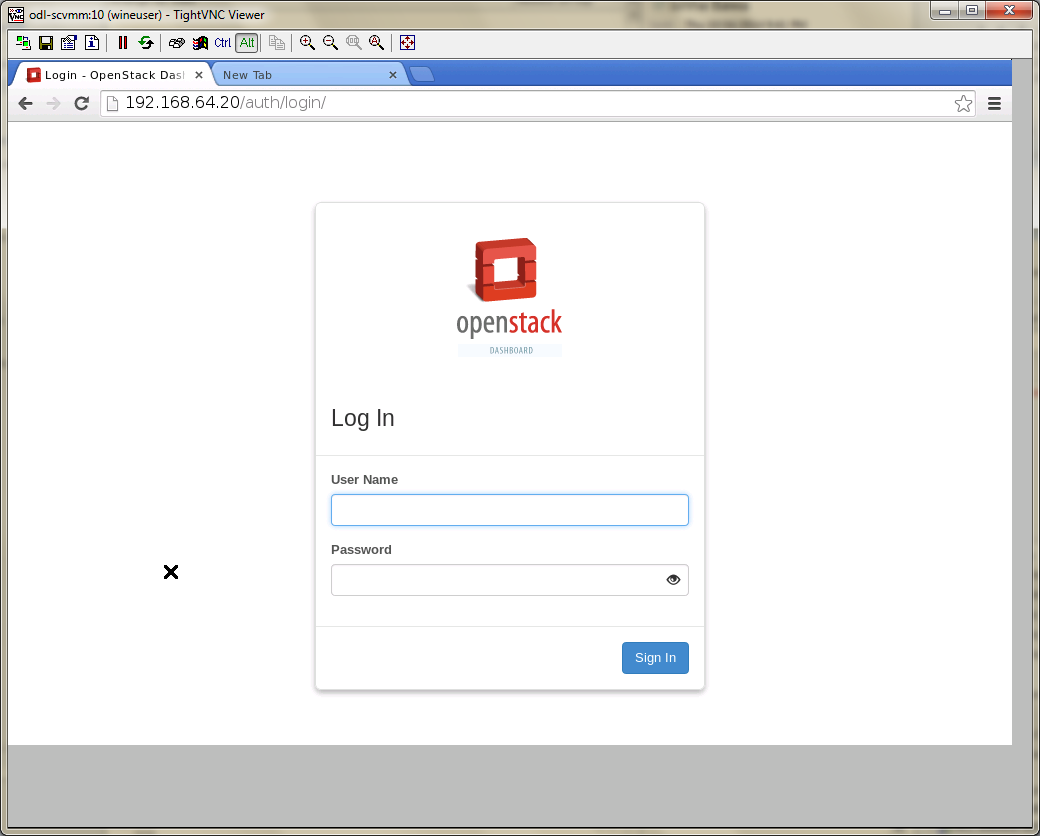 odl-scvmm:10 (wineuser) - TightVNC Viewer
Ctrl Alt
Login - OpenStack Das
New Tab
192.168.64.20/auth/login/
openstack
DASHBOARD
Log In
User Name
Password
Sign In